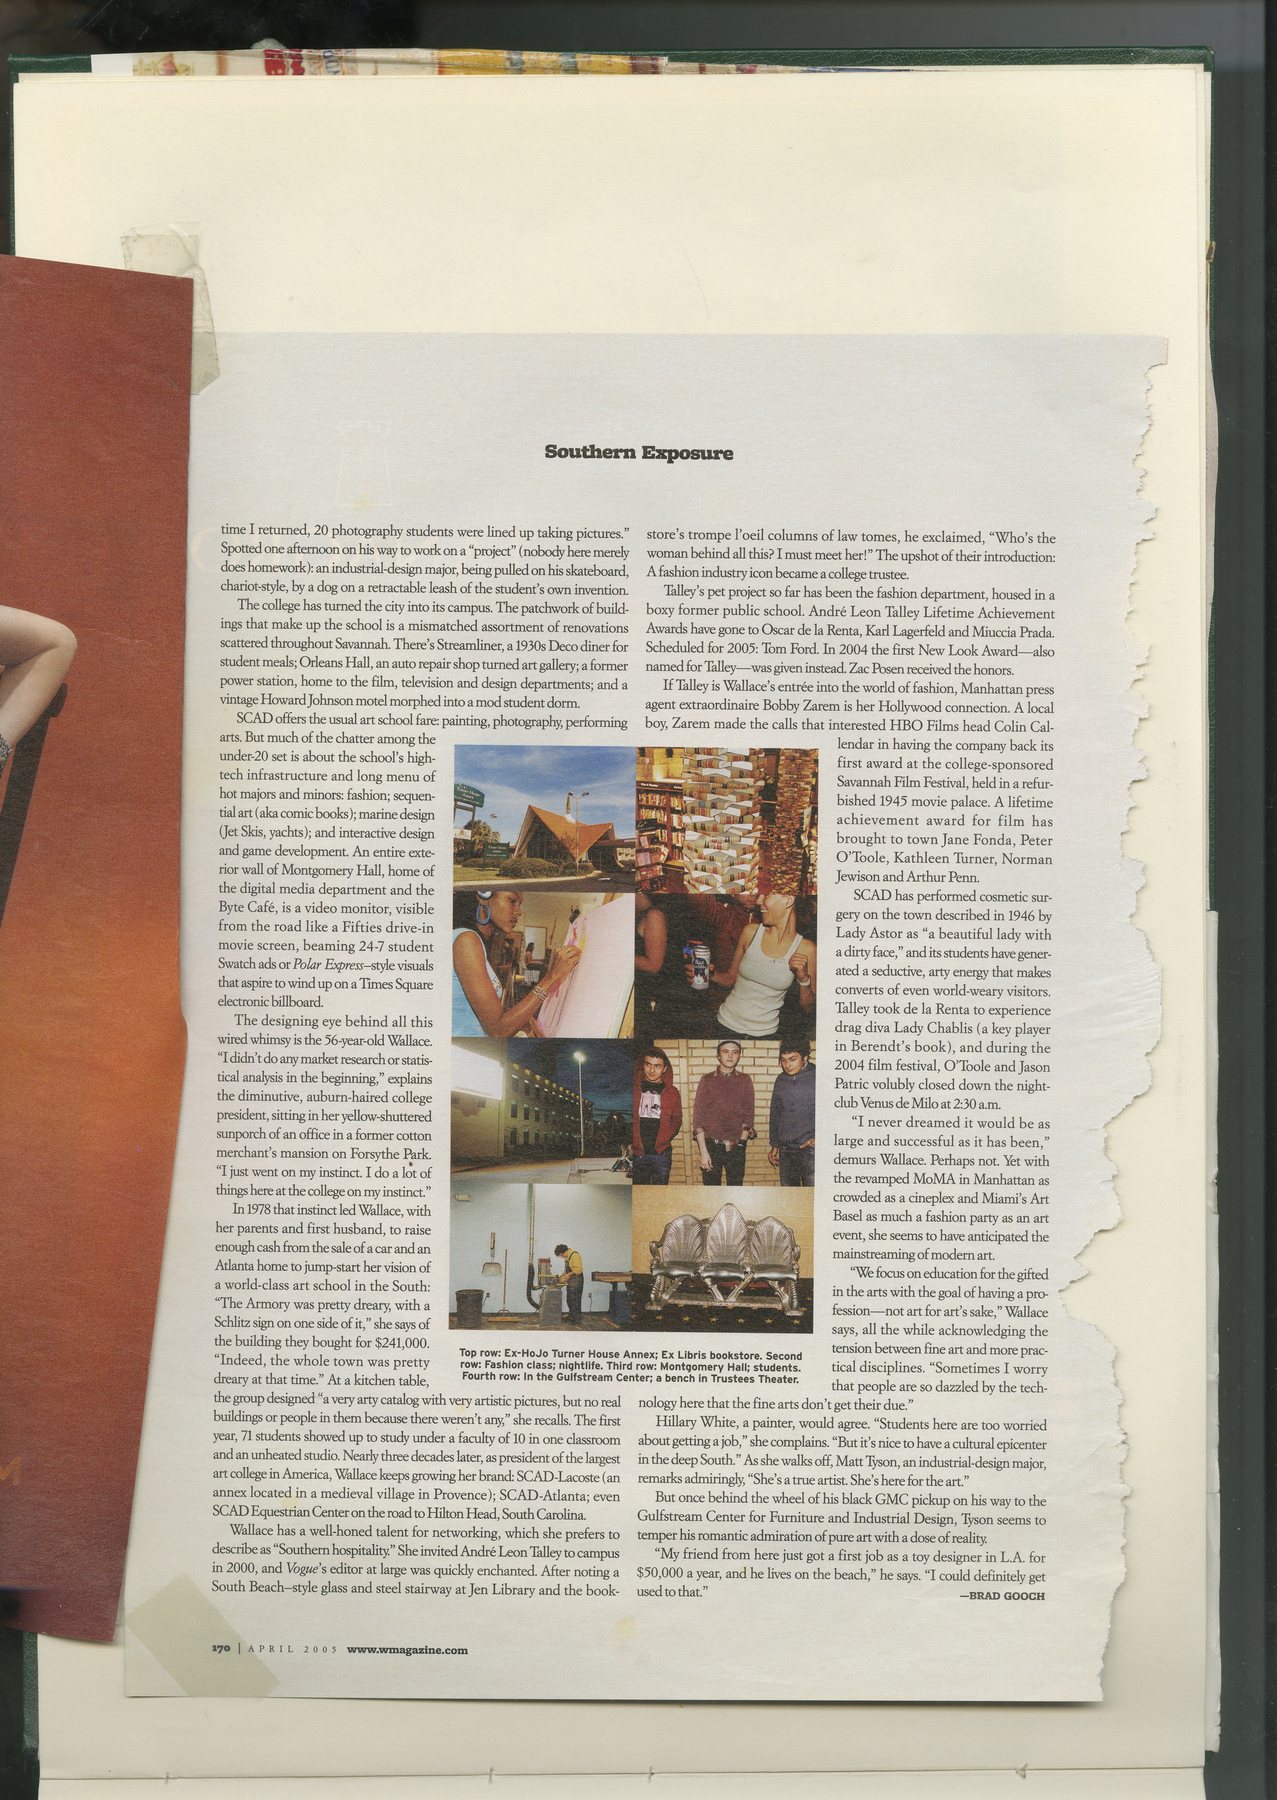 Southern Exposure
time I returned, 20 photography students were lined up taking pictures.”
Spotted one afternoon on his way to work on a “project” (nobody here merely
does homework): an industrial-design major, being pulled on his skateboard,
chariot-style, by a dog on a retractable leash of the student’s own invention.
The college has turned the city into its campus. The patchwork of build-
ings that make up the school is a mismatched assortment of renovations
scattered throughout Savannah. There’s Streamliner, a 1930s Deco diner for
student meals; Orleans Hall, an auto repair shop turned art gallery; a former
power station, home to the film, television and design departments; and a
vintage Howard Johnson motel morphed into a mod student dorm.
SCAD offers the usual art school fare: painting, photography, performing
arts. But much of the chatter among the
under-20 set is about the school’s high-
tech infrastructure and long menu of
hot majors and minors: fashion; sequen-
tial art (aka comic books); marine design
(Jet Skis, yachts); and interactive design
and game development. An entire exte-
rior wall of Montgomery Hall, home of
the digital media department and the
Byte Café, is a video monitor, visible
from the road like a Fifties drive-in
movie screen, beaming 24-7 student
Swatch ads or Polar Express–style visuals
that aspire to wind up on a Times Square
electronic billboard.
The designing eye behind all this
wired whimsy is the 56-year-old Wallace.
“I didn’t do any market research or statis-
tical analysis in the beginning,” explains
the diminutive, auburn-haired college
president, sitting in her yellow-shuttered
sunporch of an office in a former cotton
merchant’s mansion on Forsythe Park.
“I just went on my instinct. I do a lot of
things here at the college on my instinct.”
In 1978 that instinct led Wallace, with
her parents and first husband, to raise
enough cash from the sale of a car and an
Atlanta home to jump-start her vision of
a world-class art school in the South:
“The Armory was pretty dreary, with a
Schlitz sign on one side of it,” she says of
the building they bought for $241,000.
“Indeed, the whole town was pretty
dreary at that time.” At a kitchen table,
the group designed “a very arty catalog with very artistic pictures, but no real
buildings or people in them because there weren’t any,” she recalls. The first
year, 71 students showed up to study under a faculty of 10 in one classroom
and an unheated studio. Nearly three decades later, as president of the largest
art college in America, Wallace keeps growing her brand: SCAD-Lacoste (an
annex located in a medieval village in Provence); SCAD-Atlanta; even
SCAD Equestrian Center on the road to Hilton Head, South Carolina.
Wallace has a well-honed talent for networking, which she prefers to
describe as “Southern hospitality.” She invited André Leon Talley to campus
in 2000, and Vogue’s editor at large was quickly enchanted. After noting a
South Beach–style glass and steel stairway at Jen Library and the book-
store’s trompe l’oeil columns of law tomes, he exclaimed, “Who’s the
woman behind all this? I must meet her!” The upshot of their introduction:
A fashion industry icon became a college trustee.
Talley’s pet project so far has been the fashion department, housed in a
boxy former public school. André Leon Talley Lifetime Achievement
Awards have gone to Oscar de la Renta, Karl Lagerfeld and Miuccia Prada.
Scheduled for 2005: Tom Ford. In 2004 the first New Look Award—also
named for Talley—was given instead. Zac Posen received the honors.
If Talley is Wallace’s entrée into the world of fashion, Manhattan press
agent extraordinaire Bobby Zarem is her Hollywood connection. A local
boy, Zarem made the calls that interested HBO Films head Colin Cal-
lendar in having the company back its
first award at the college-sponsored
Savannah Film Festival, held in a refur-
bished 1945 movie palace. A lifetime
achievement award for film has
brought to town Jane Fonda, Peter
O’Toole, Kathleen Turner, Norman
Jewison and Arthur Penn.
SCAD has performed cosmetic sur-
gery on the town described in 1946 by
Lady Astor as “a beautiful lady with
a dirty face,” and its students have gener-
ated a seductive, arty energy that makes
converts of even world-weary visitors.
Talley took de la Renta to experience
drag diva Lady Chablis (a key player
in Berendt’s book), and during the
2004 film festival, O’Toole and Jason
Patric volubly closed down the night-
club Venus de Milo at 2:30 a.m.
“I never dreamed it would be as
large and successful as it has been,”
demurs Wallace. Perhaps not. Yet with
the revamped MoMA in Manhattan as
crowded as a cineplex and Miami’s Art
Basel as much a fashion party as an art
event, she seems to have anticipated the
mainstreaming of modern art.
“We focus on education for the gifted
in the arts with the goal of having a pro-
fession—not art for art’s sake,” Wallace
says, all the while acknowledging the
tension between fine art and more prac-
tical disciplines. “Sometimes I worry
that people are so dazzled by the tech-
nology here that the fine arts don’t get their due.”
Hillary White, a painter, would agree. “Students here are too worried
about getting a job,” she complains. “But it’s nice to have a cultural epicenter
in the deep South.” As she walks off, Matt Tyson, an industrial-design major,
remarks admiringly, “She’s a true artist. She’s here for the art.”
But once behind the wheel of his black GMC pickup on his way to the
Gulfstream Center for Furniture and Industrial Design, Tyson seems to
temper his romantic admiration of pure art with a dose of reality.
“My friend from here just got a first job as a toy designer in L.A. for
$50,000 a year, and he lives on the beach,” he says. “I could definitely get
used to that.”
—BRAD GOOCH
Top row: Ex-HoJo Turner House Annex; Ex Libris bookstore. Second
row: Fashion class; nightlife. Third row: Montgomery Hall; students.
Fourth row: In the Gulfstream Center; a bench in Trustees Theater.
170 | APRIL 2005 www.wmagazine.com